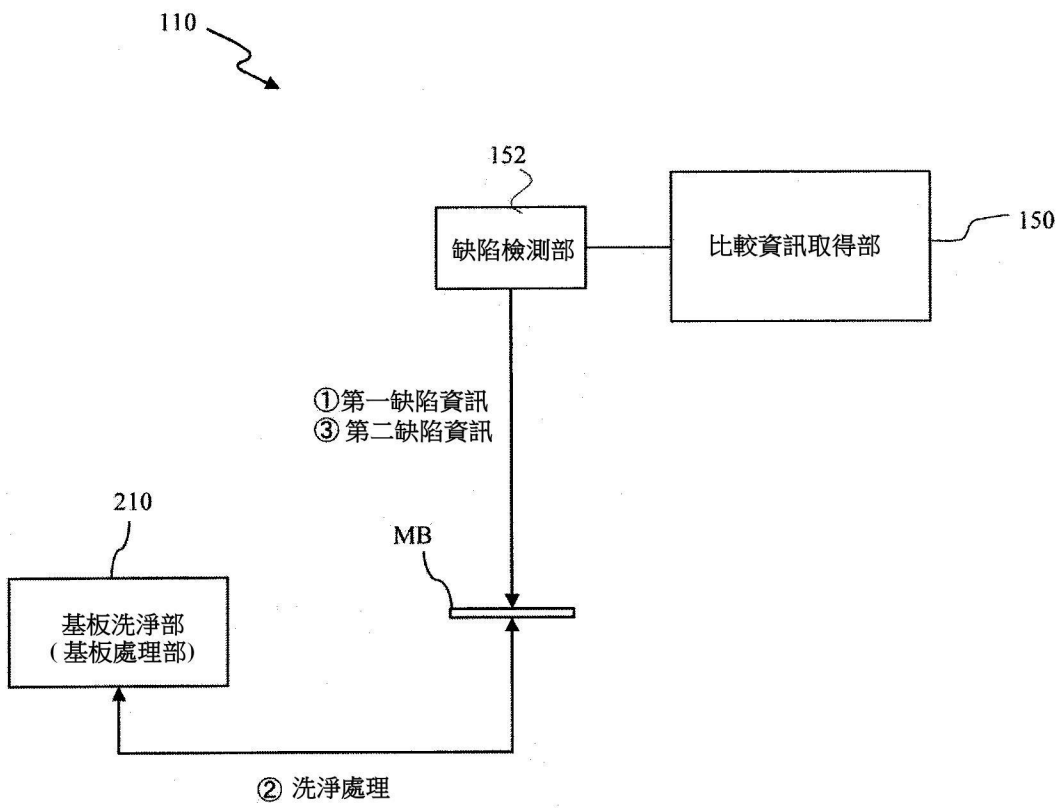 110
152
缺陷檢測部
比較資訊取得部
150
①第一缺陷資訊
③第二缺陷資訊
210
MB
基板洗淨部
(基板處理部)
② 洗淨處理